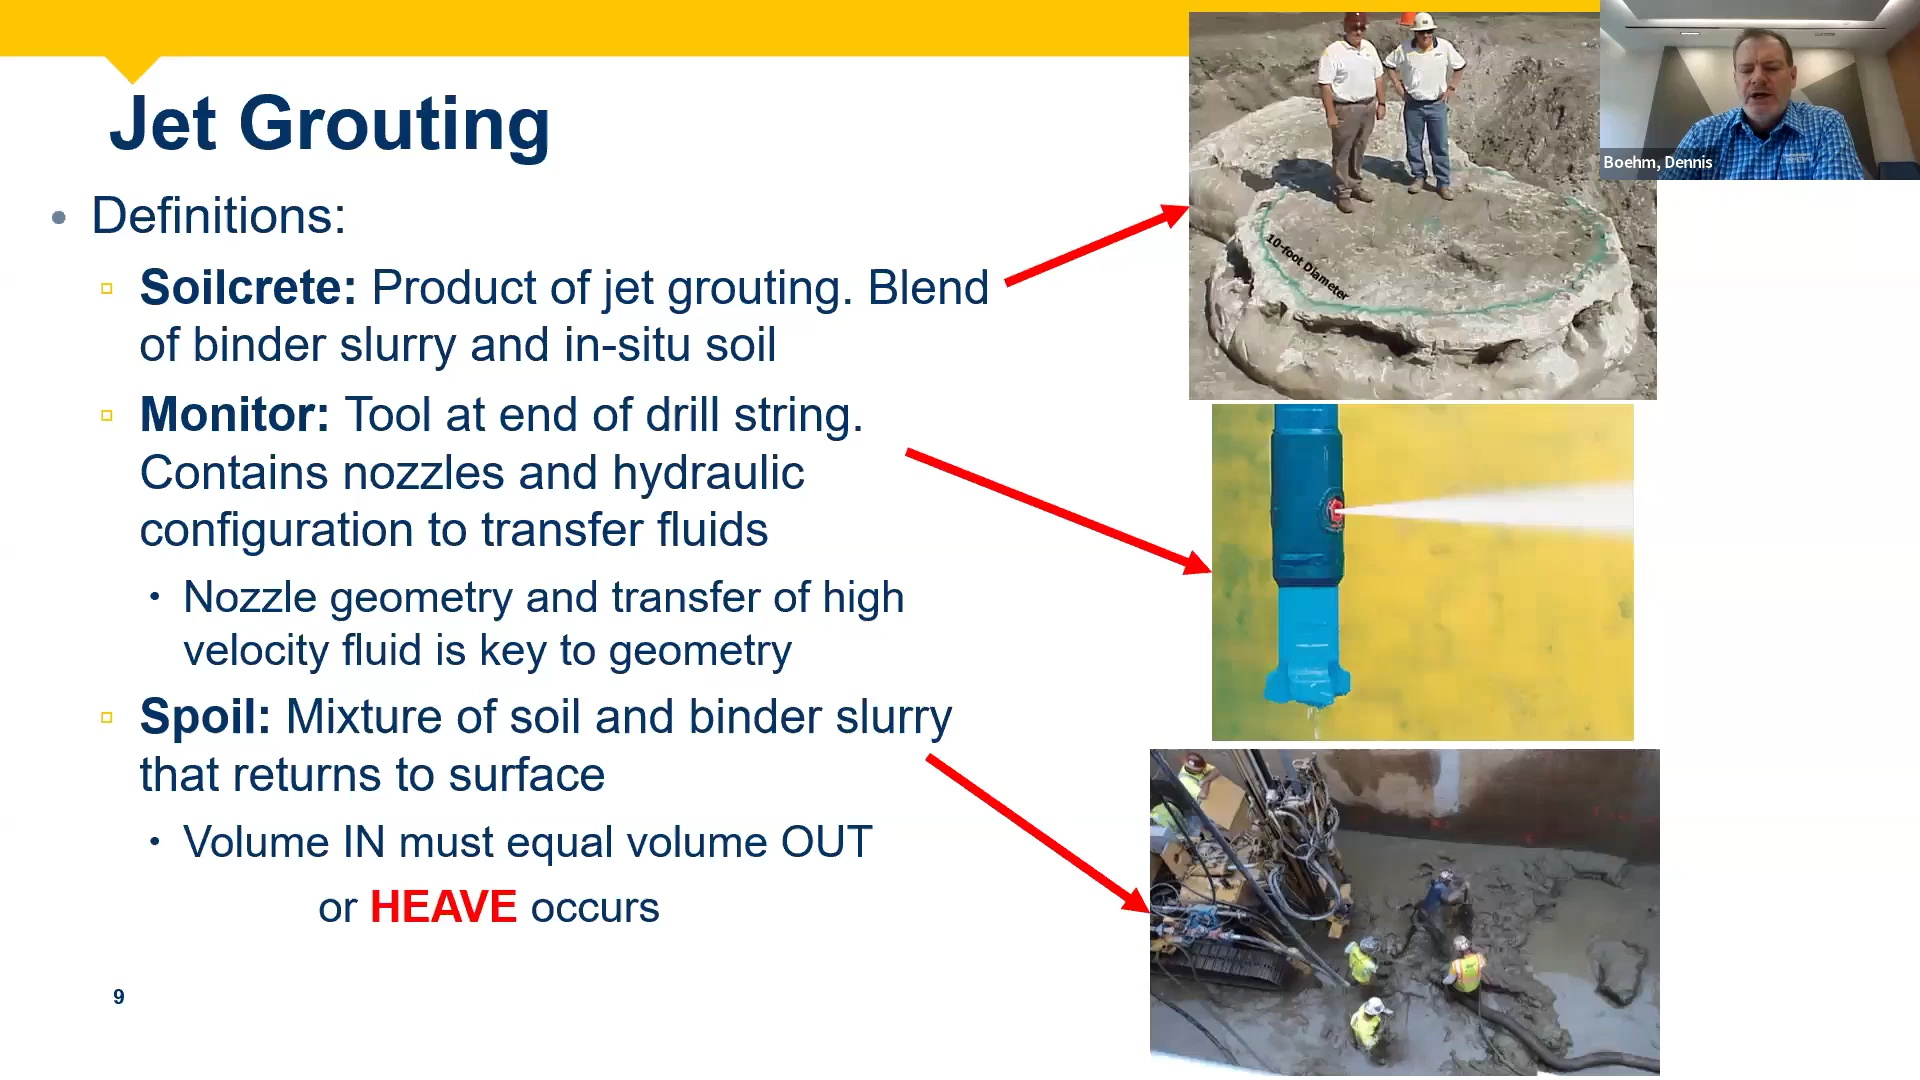 Jet Grouting
• Definitions:
▫ Soilcrete: Product of jet grouting. Blend
of binder slurry and in-situ soil
▫ Monitor: Tool at end of drill string.
Contains nozzles and hydraulic
configuration to transfer fluids
• Nozzle geometry and transfer of high
velocity fluid is key to geometry
▫ Spoil: Mixture of soil and binder slurry
that returns to surface
• Volume IN must equal volume OUT
or HEAVE occurs
9
10-foot Diameter
Boehm, Dennis